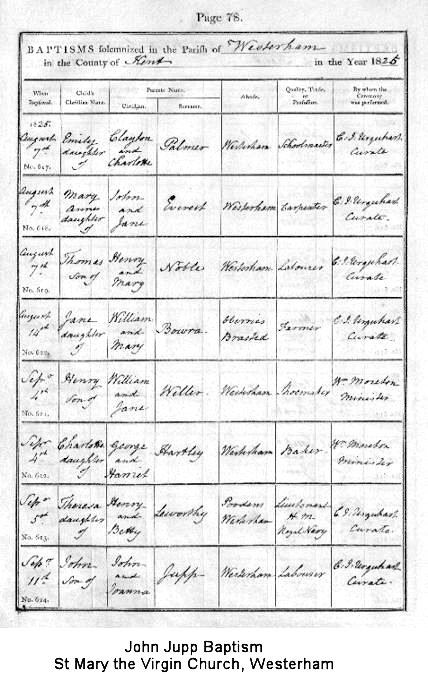 Page 78.
BAPTISMS solemnized in the Parish of Westerham
in the County of Kent in the Year 1825
When Baptized.
Child's Christian Name.
Parents Name.
Christian.
Surname.
Abode.
Quality, Trade, or Profession.
By whom the Ceremony was performed.
1825.
August 7th No. 617. Emily daughter of Clayton and Charlotte Palmer Westerham Schoolmaster C. I. Urquhart Curate
August 7th No. 618. Mary Anne daughter of John and Jane Everest Westerham Carpenter C. I. Urquhart Curate.
August 7th No. 619. Thomas Son of Henry and Mary Noble Westerham Labourer C. I. Urquhart Curate
August 14th No. 620. Jane daughter of William and Mary Bowra. Brasted Farmer C. I. Urquhart Curate
Sepr 4th No. 621. Henry Son of William and Jane Weller Westerham Shoemaker Wm Moreton Minister
Sepr 4th No. 622. Charlotte daughter of George and Harriet Hartley Westerham Baker Wm Moreton Minister
Sepr 5th No. 623. Theresa daughter of Henry and Betty Leworthy Westerham Lieutenant H. M. Royal Navy C. I. Urquhart Curate.
Sepr 11th No. 624. John Son of John and Joanna Jupp Westerham Labourer C. I. Urquhart Curate.
John Jupp Baptism
St Mary the Virgin Church, Westerham